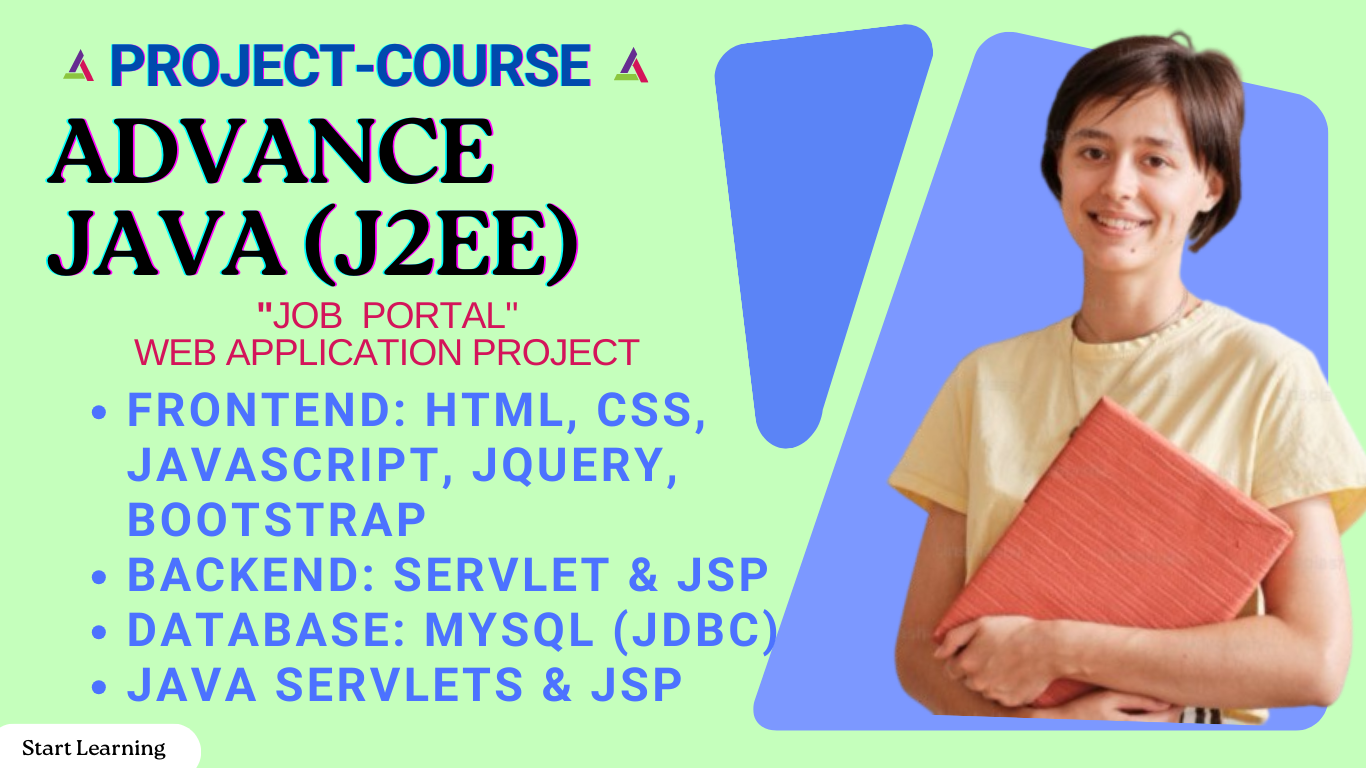 PROJECT-COURSE
ADVANCE
JAVA (J2EE)
"JOB PORTAL"
WEB APPLICATION PROJECT
• FRONTEND: HTML, CSS,
JAVASCRIPT, JQUERY,
BOOTSTRAP
• BACKEND: SERVLET & JSP
• DATABASE: MYSQL (JDBC)
• JAVA SERVLETS & JSP
Start Learning